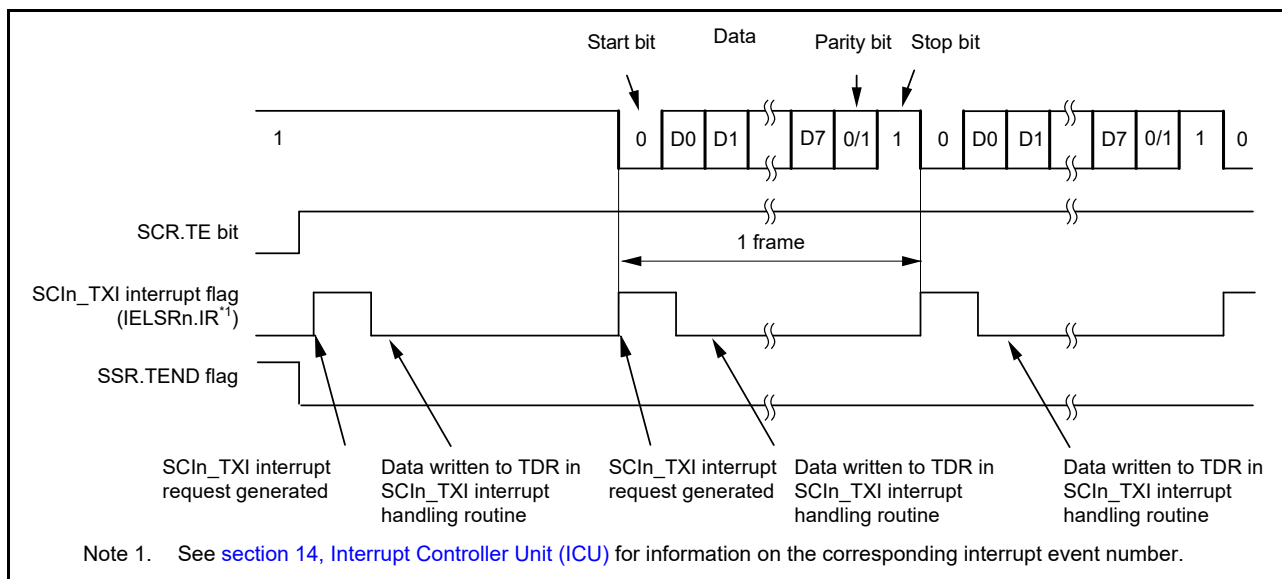 Start bit Data Parity bit Stop bit
1 0 D0 D1 D7 0/1 1 0 D0 D1 D7 0/1 1 0
SCR.TE bit
1 frame
SCIn_TXI interrupt flag
(IELSRn.IR*1)
SSR.TEND flag
SCIn_TXI interrupt
request generated
Data written to TDR in
SCIn_TXI interrupt
handling routine
SCIn_TXI interrupt
request generated
Data written to TDR in
SCIn_TXI interrupt
handling routine
Data written to TDR in
SCIn_TXI interrupt
handling routine
Note 1. See section 14, Interrupt Controller Unit (ICU) for information on the corresponding interrupt event number.